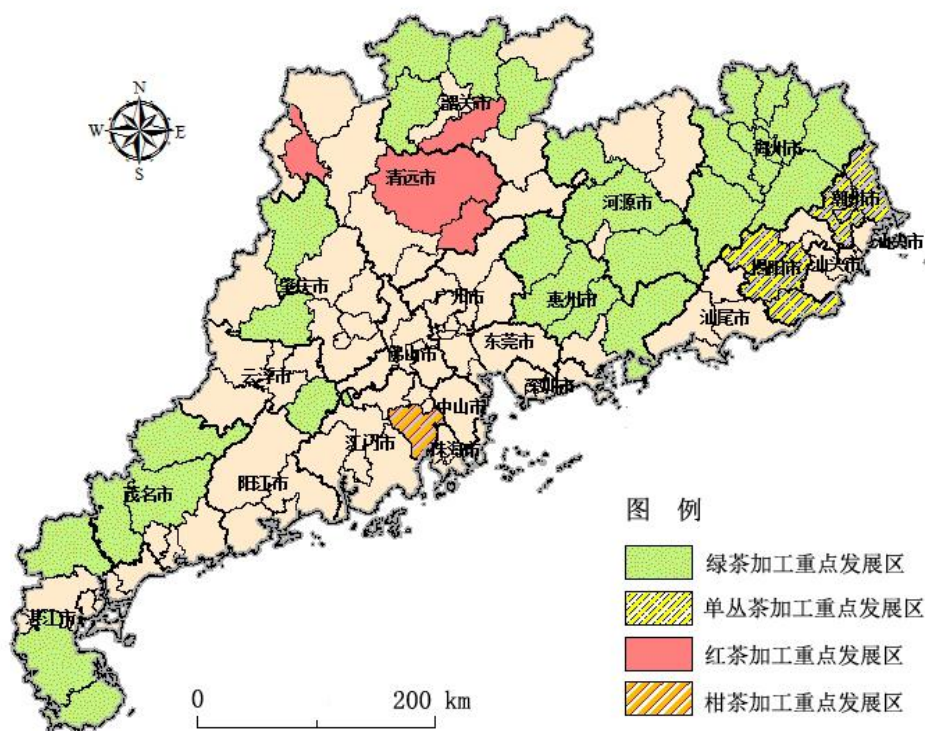 N
W
E
S
韶关市
清远市
梅州市
潮州市
河源市
汕头市
揭阳市
汕头市
肇庆市
广州市
惠州市
汕尾市
东莞市
佛山市
云浮市
深圳市
中山市
江门市
珠海市
阳江市
茂名市
湛江市
图 例
绿茶加工重点发展区
单丛茶加工重点发展区
红茶加工重点发展区
柑茶加工重点发展区
0
200 km